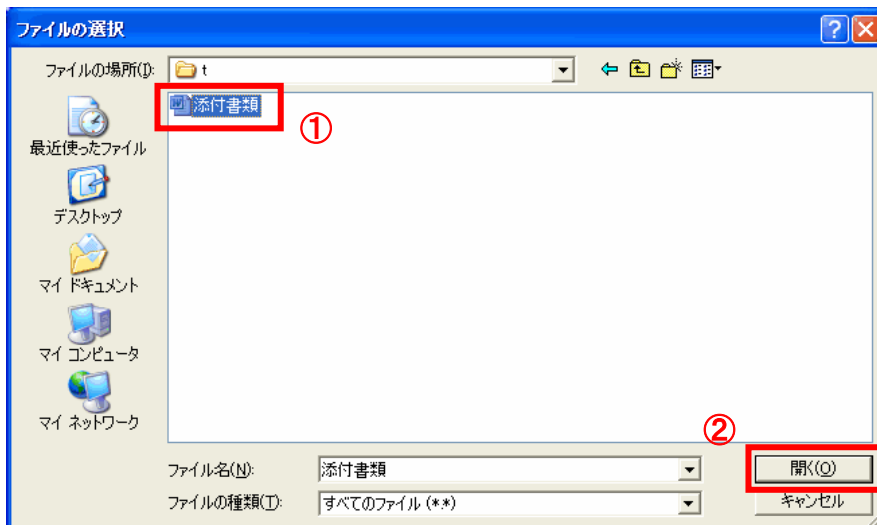 ファイルの選択
ファイルの場所(I): t
添付書類
①
最近使ったファイル
デスクトップ
マイ ドキュメント
マイ コンピュータ
マイ ネットワーク
②
ファイル名(N): 添付書類 開く(O)
ファイルの種類(T): すべてのファイル (*.*) キャンセル